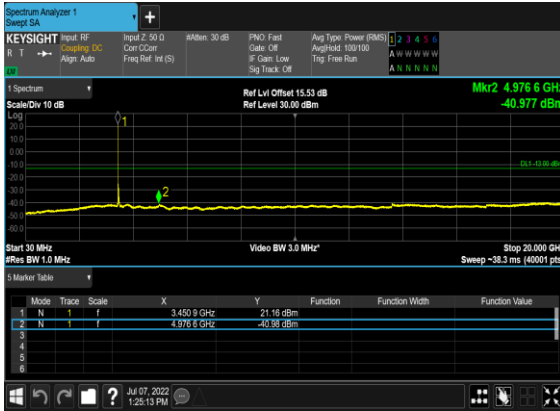 Spectrum Analyzer 1
Swept SA
+
KEYSIGHT Input: RF Input Z: 50 Ω #Atten: 30 dB PNO: Fast Avg Type: Power (RMS) 1 2 3 4 5 6
R T Coupling: DC Corr CCorr Gate: Off Avg|Hold: 100/100 A W W W W W
Align: Auto Freq Ref: Int (S) IF Gain: Low Trig: Free Run
Sig Track: Off A N N N N N
1 Spectrum
Ref Lvl Offset 15.53 dB Mkr2 4.976 6 GHz
Scale/Div 10 dB Ref Level 30.00 dBm -40.977 dBm
Log
1
20.0
10.0
0.00
-10.0 DL1 -13.00 dBm
-20.0
-30.0
2
-40.0
-50.0
-60.0
Start 30 MHz Video BW 3.0 MHz* Stop 20.000 GHz
#Res BW 1.0 MHz Sweep ~38.3 ms (40001 pts)
5 Marker Table
Mode Trace Scale X Y Function Function Width Function Value
1 N 1 f 3.450 9 GHz 21.16 dBm
2 N 1 f 4.976 6 GHz -40.98 dBm
3
4
5
6
? Jul 07, 2022
1:25:13 PM